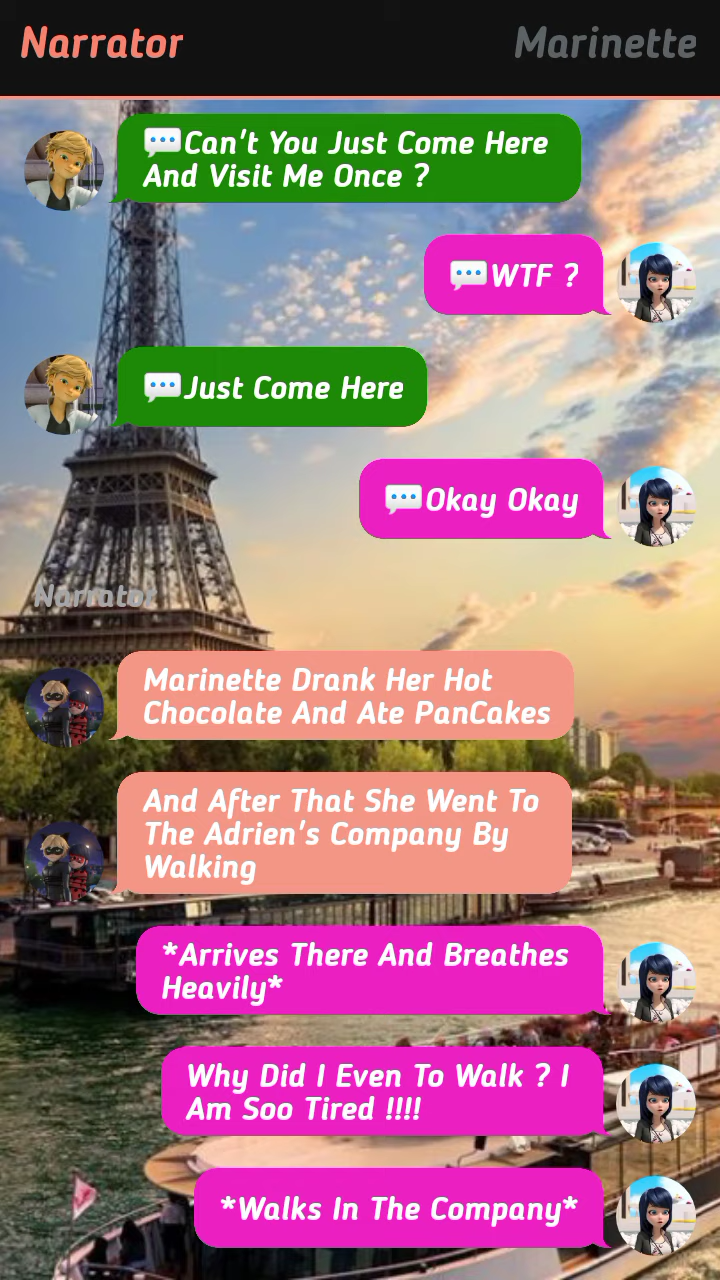 Narrator
Marinette
💬Can't You Just Come Here
And Visit Me Once ?
💬WTF ?
💬Just Come Here
💬Okay Okay
Narrator
Marinette Drank Her Hot
Chocolate And Ate PanCakes
And After That She Went To
The Adrien's Company By
Walking
*Arrives There And Breathes
Heavily*
Why Did I Even To Walk ? I
Am Soo Tired !!!!
*Walks In The Company*